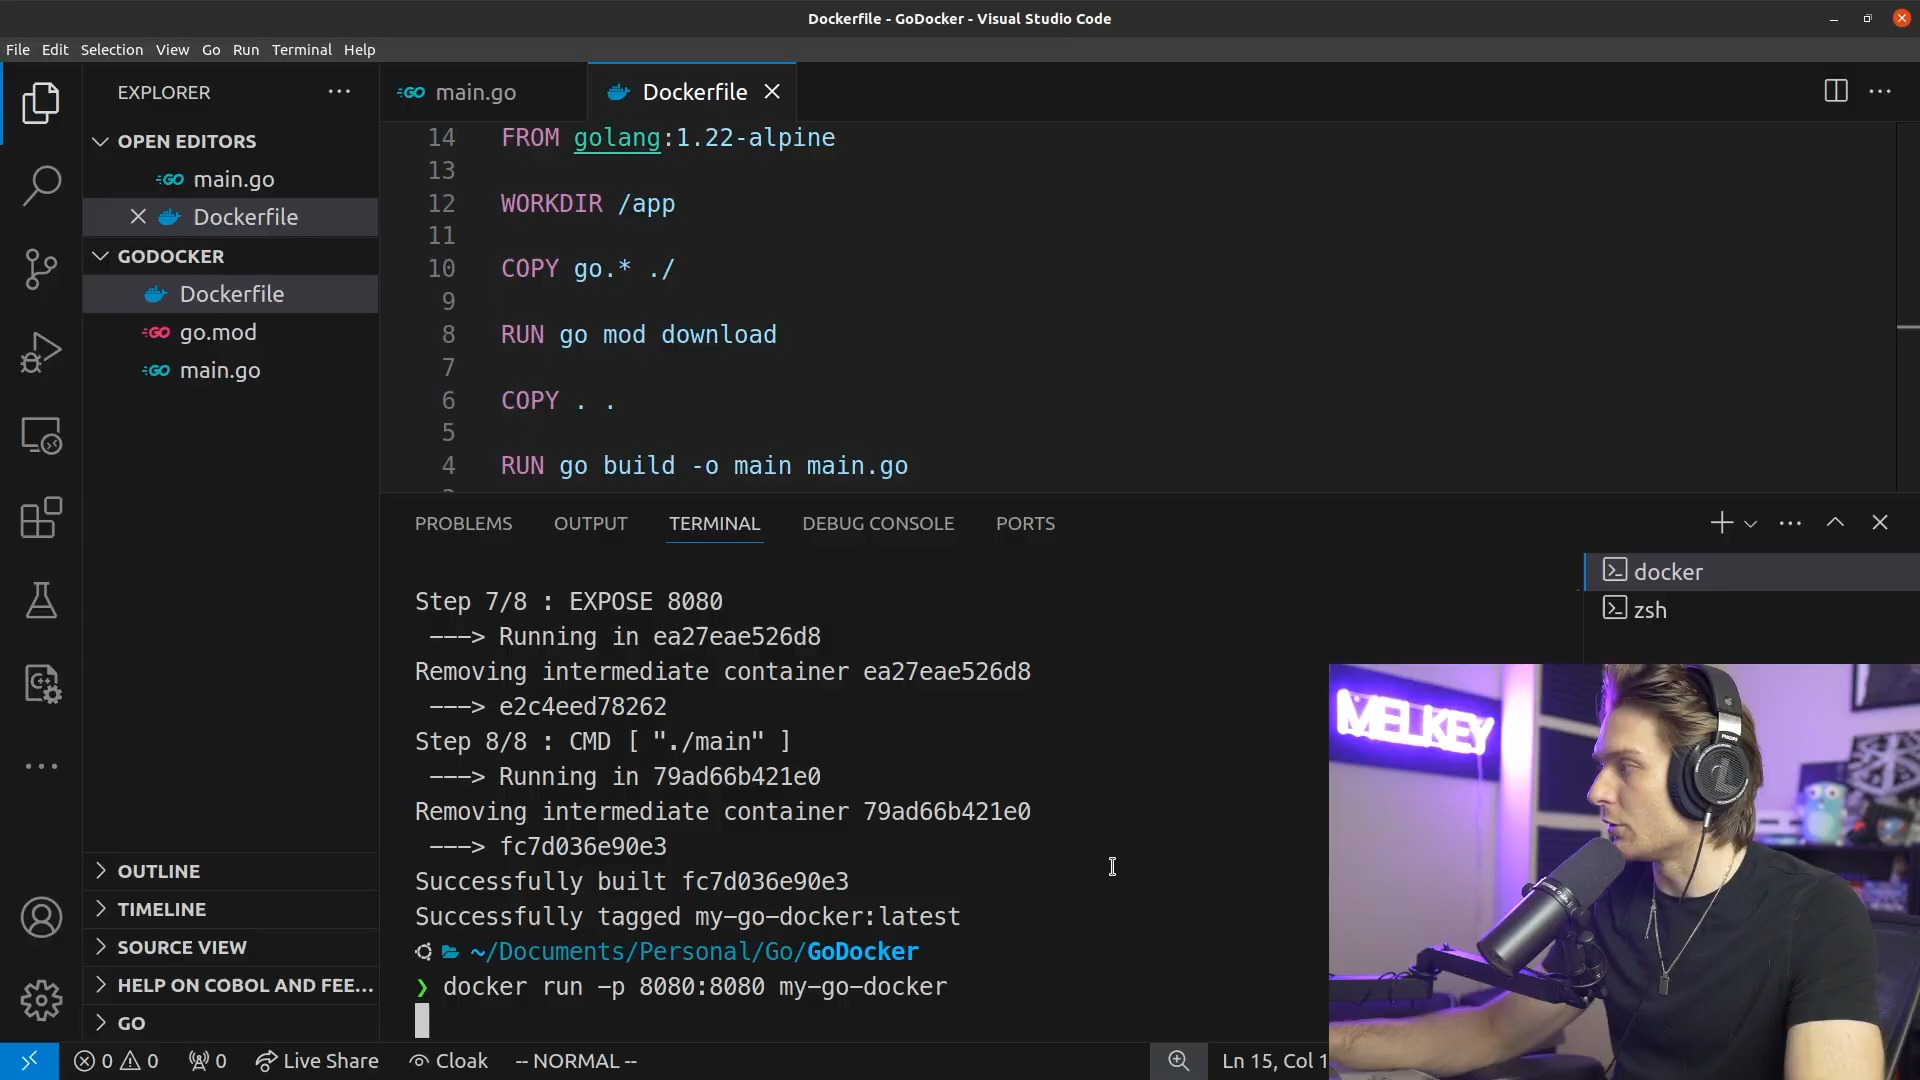 Dockerfile - GoDocker - Visual Studio Code
File Edit Selection View Go Run Terminal Help
EXPLORER
OPEN EDITORS
main.go
Dockerfile
GODOCKER
Dockerfile
go.mod
main.go
OUTLINE
TIMELINE
SOURCE VIEW
HELP ON COBOL AND FEE...
GO
main.go Dockerfile
14 FROM golang:1.22-alpine
13
12 WORKDIR /app
11
10 COPY go.* ./
9
8 RUN go mod download
7
6 COPY . .
5
4 RUN go build -o main main.go
PROBLEMS OUTPUT TERMINAL DEBUG CONSOLE PORTS
Step 7/8 : EXPOSE 8080
---> Running in ea27eae526d8
Removing intermediate container ea27eae526d8
---> e2c4eed78262
Step 8/8 : CMD [ "./main" ]
---> Running in 79ad66b421e0
Removing intermediate container 79ad66b421e0
---> fc7d036e90e3
Successfully built fc7d036e90e3
Successfully tagged my-go-docker:latest
~/Documents/Personal/Go/GoDocker
❯ docker run -p 8080:8080 my-go-docker
docker
zsh
MELKEY
0 0 0 Live Share Cloak -- NORMAL -- Ln 15, Col 1